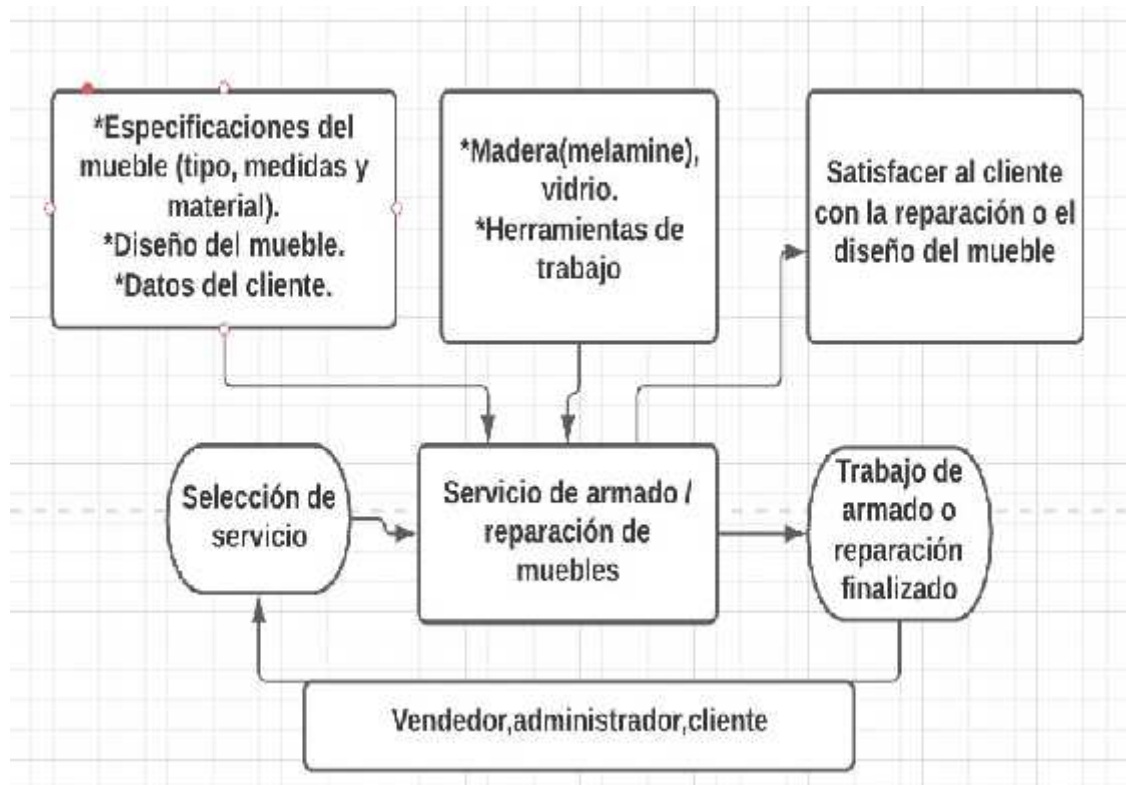 *Especificaciones del
mueble (tipo, medidas y
material).
*Diseño del mueble.
*Datos del cliente.
*Madera(melamine),
vidrio.
*Herramientas de
trabajo
Satisfacer al cliente
con la reparación o el
diseño del mueble
Selección de
servicio
Servicio de armado /
reparación de
muebles
Trabajo de
armado o
reparación
finalizado
Vendedor,administrador,cliente